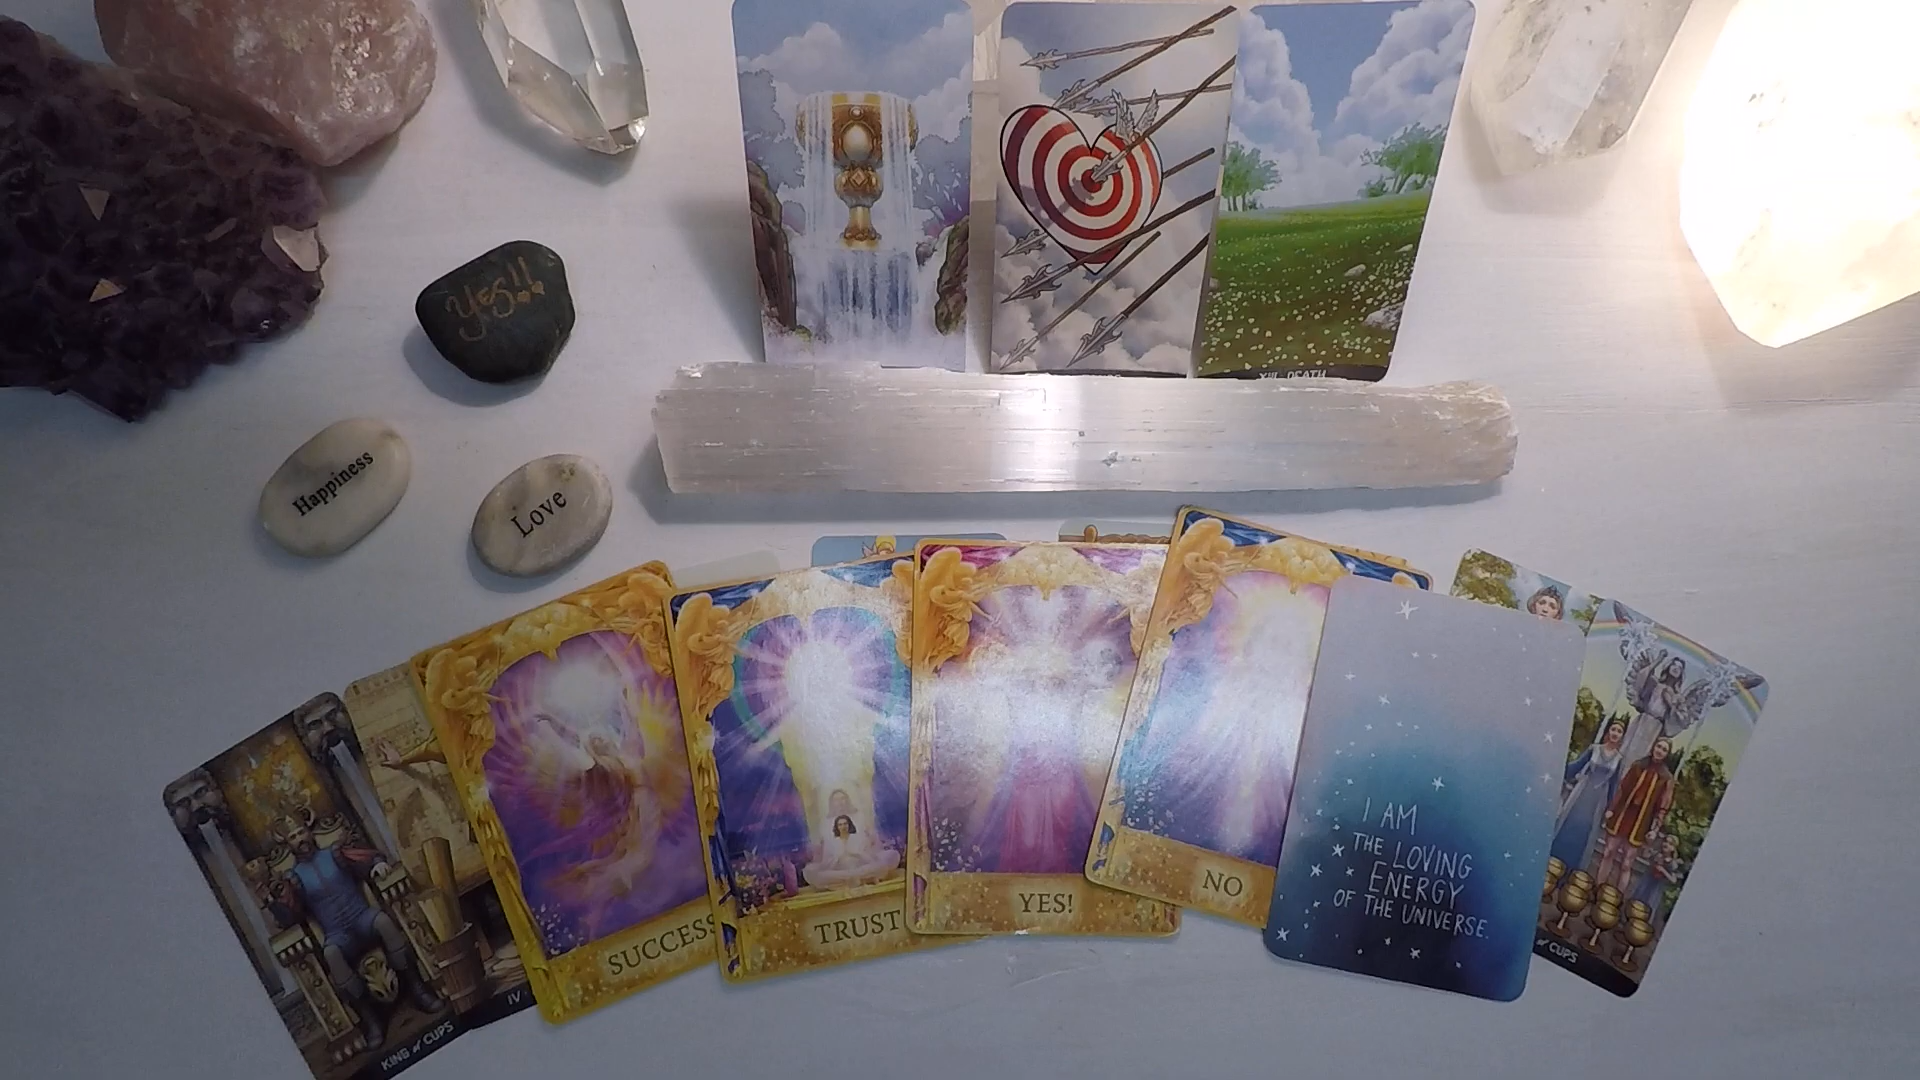 YES!!
XIII. DEATH
Happiness
Love
KING of CUPS
IV
SUCCESS
TRUST
YES!
NO
I AM
THE LOVING
ENERGY
OF THE UNIVERSE.
of CUPS